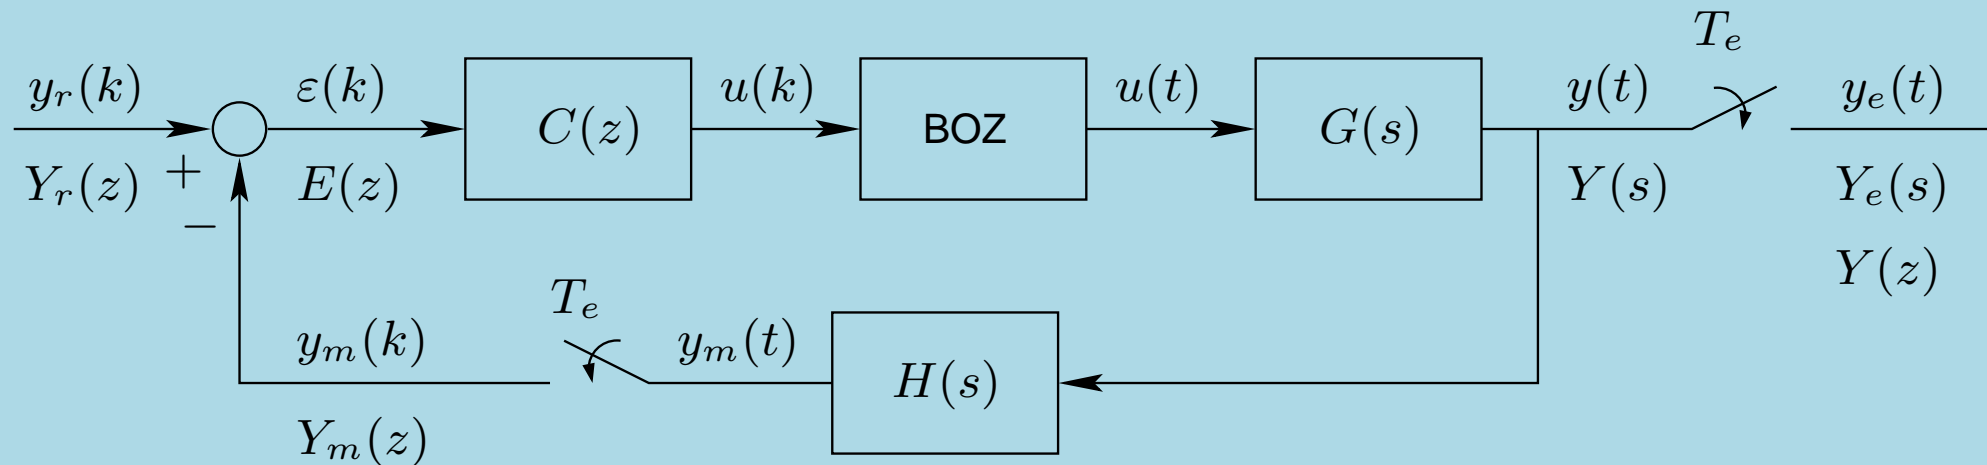 T_e
y_r(k) ε(k) u(k) u(t) y(t) y_e(t)
C(z) BOZ G(s)
Y_r(z) + E(z) Y(s) Y_e(s)
−
Y(z)
T_e
y_m(k) y_m(t)
H(s)
Y_m(z)